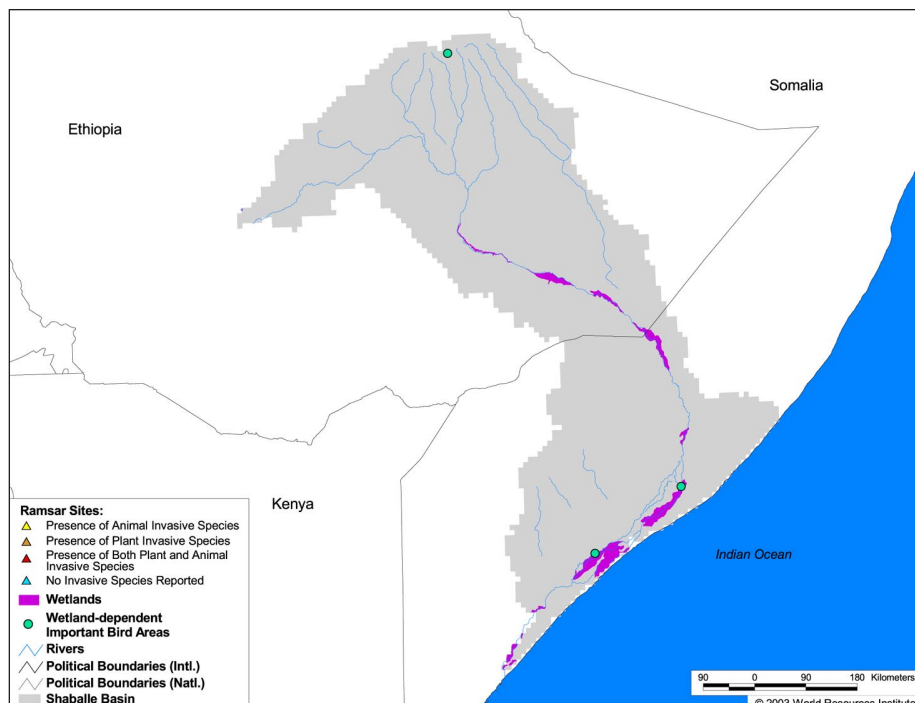 Somalia
Ethiopia
Kenya
Indian Ocean
Ramsar Sites:
Presence of Animal Invasive Species
Presence of Plant Invasive Species
Presence of Both Plant and Animal
Invasive Species
No Invasive Species Reported
Wetlands
Wetland-dependent
Important Bird Areas
Rivers
Political Boundaries (Intl.)
Political Boundaries (Natl.)
Shaballe Basin
90 0 90 180 Kilometers
© 2003 World Resources Institute